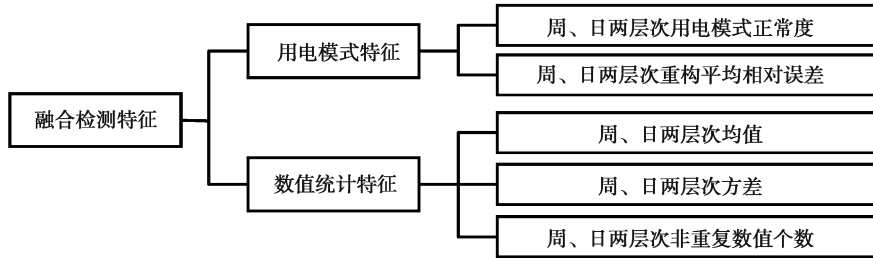 融合检测特征
用电模式特征
周、日两层次用电模式正常度
周、日两层次重构平均相对误差
数值统计特征
周、日两层次均值
周、日两层次方差
周、日两层次非重复数值个数